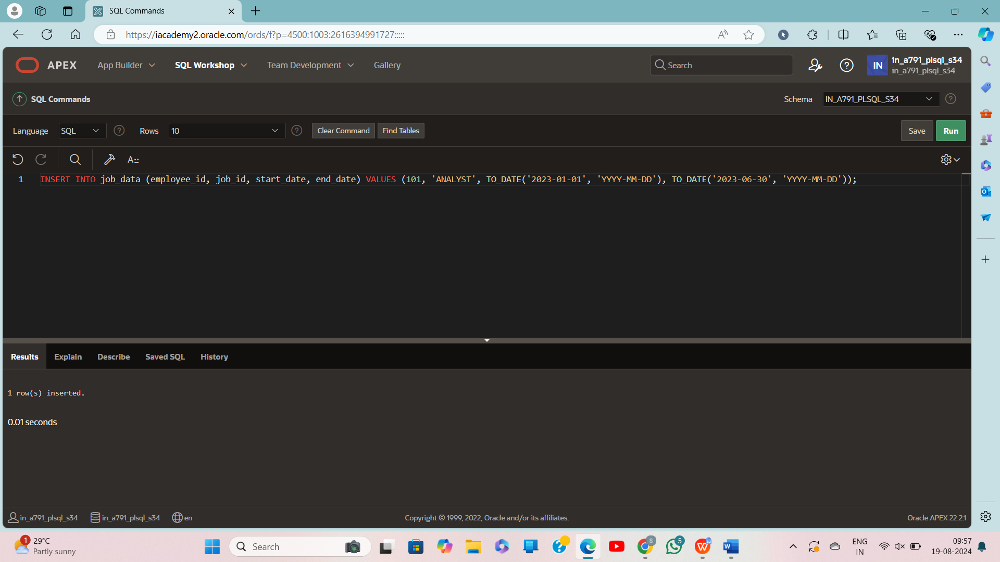 SQL Commands
https://iacademy2.oracle.com/ords/f?p=4500:1003:2616394991727:::::
APEX App Builder SQL Workshop Team Development Gallery Search IN in_a791_plsql_s34
in_a791_plsql_s34
SQL Commands Schema IN_A791_PLSQL_S34
Language SQL Rows 10 Clear Command Find Tables Save Run
A::
1 INSERT INTO job_data (employee_id, job_id, start_date, end_date) VALUES (101, 'ANALYST', TO_DATE('2023-01-01', 'YYYY-MM-DD'), TO_DATE('2023-06-30', 'YYYY-MM-DD'));
Results Explain Describe Saved SQL History
1 row(s) inserted.
0.01 seconds
in_a791_plsql_s34 in_a791_plsql_s34 en Copyright © 1999, 2022, Oracle and/or its affiliates. Oracle APEX 22.2.1
1 29°C
Partly sunny
Search
S
5
ENG
IN
09:57
19-08-2024